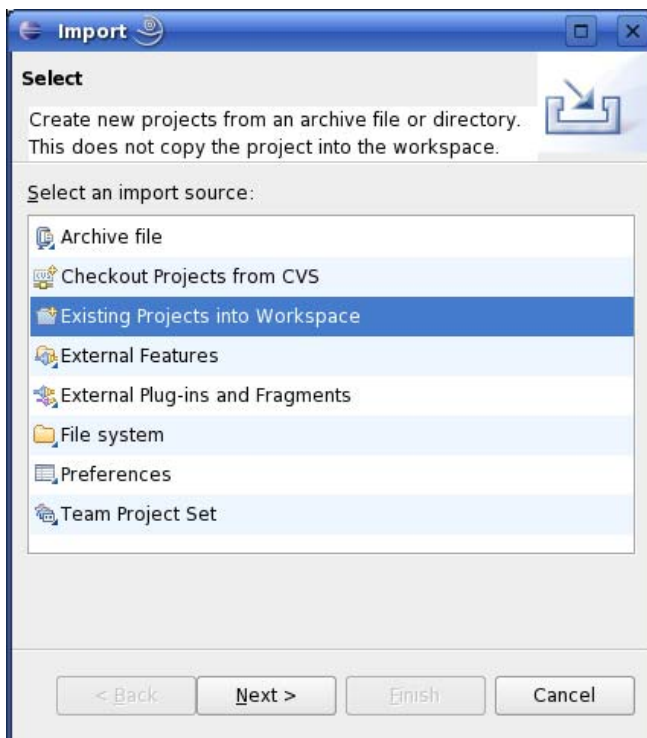 Import
Select
Create new projects from an archive file or directory.
This does not copy the project into the workspace.
Select an import source:
Archive file
Checkout Projects from CVS
Existing Projects into Workspace
External Features
External Plug-ins and Fragments
File system
Preferences
Team Project Set
< Back Next > Finish Cancel